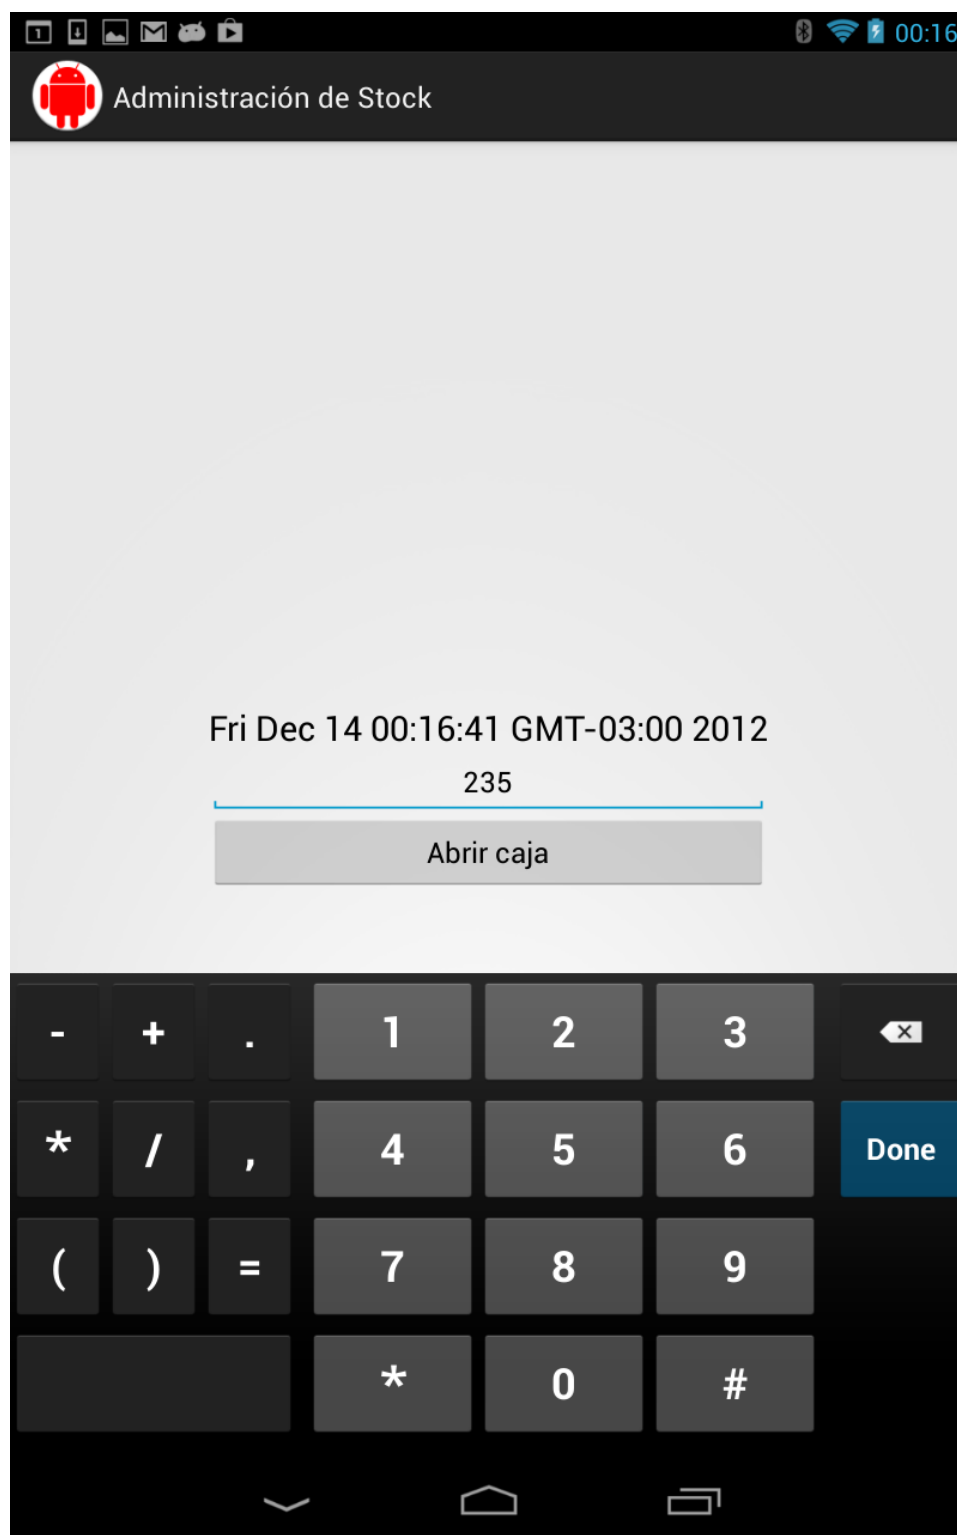 1 00:16
Administración de Stock
Fri Dec 14 00:16:41 GMT-03:00 2012
235
Abrir caja
- + . 1 2 3
* / , 4 5 6 Done
( ) = 7 8 9
* 0 #